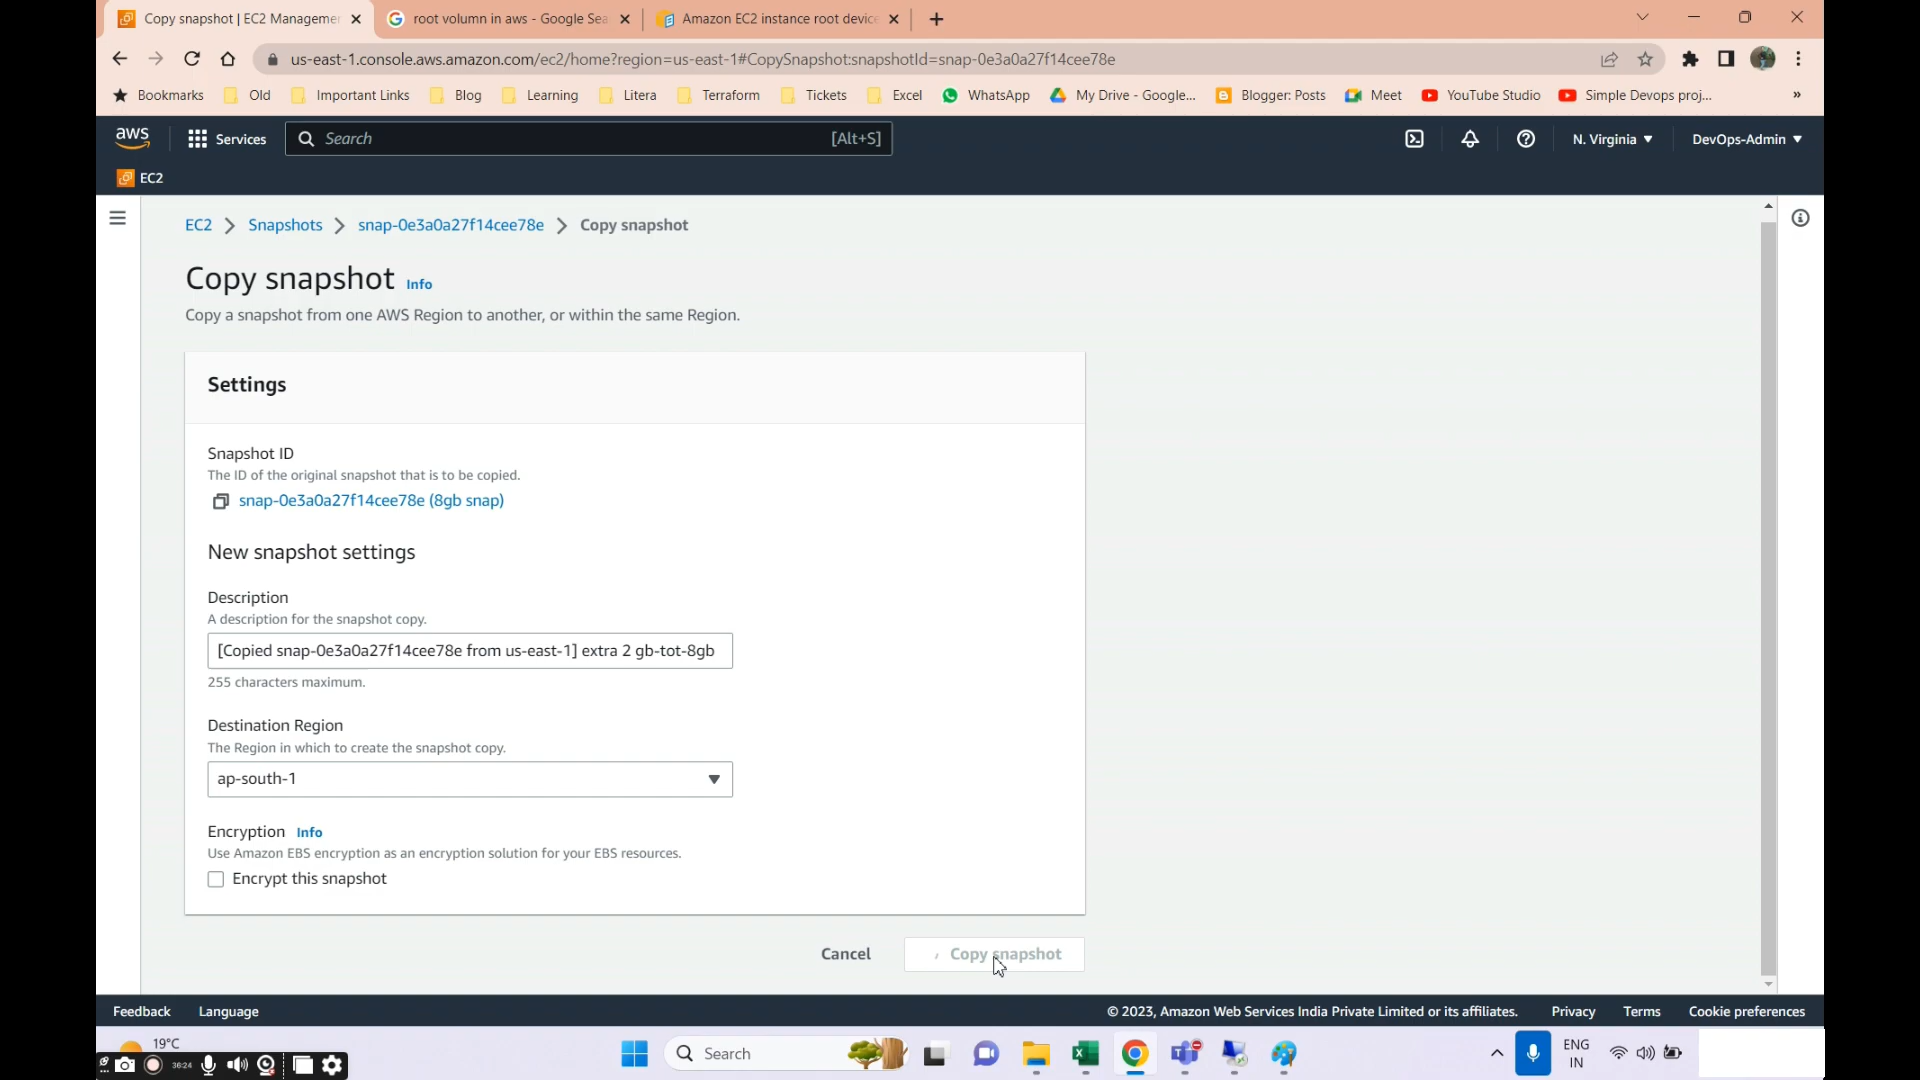 Copy snapshot | EC2 Managemen
root volumn in aws - Google Sea
Amazon EC2 instance root device
us-east-1.console.aws.amazon.com/ec2/home?region=us-east-1#CopySnapshot:snapshotId=snap-0e3a0a27f14cee78e
Bookmarks Old Important Links Blog Learning Litera Terraform Tickets Excel WhatsApp My Drive - Google... Blogger: Posts Meet YouTube Studio Simple Devops proj... »
aws Services Search [Alt+S] N. Virginia DevOps-Admin
EC2
EC2 Snapshots snap-0e3a0a27f14cee78e Copy snapshot
Copy snapshot Info
Copy a snapshot from one AWS Region to another, or within the same Region.
Settings
Snapshot ID
The ID of the original snapshot that is to be copied.
snap-0e3a0a27f14cee78e (8gb snap)
New snapshot settings
Description
A description for the snapshot copy.
[Copied snap-0e3a0a27f14cee78e from us-east-1] extra 2 gb-tot-8gb
255 characters maximum.
Destination Region
The Region in which to create the snapshot copy.
ap-south-1
Encryption Info
Use Amazon EBS encryption as an encryption solution for your EBS resources.
Encrypt this snapshot
Cancel Copy snapshot
Feedback Language © 2023, Amazon Web Services India Private Limited or its affiliates. Privacy Terms Cookie preferences
19°C
36:24
Search
ENG
IN